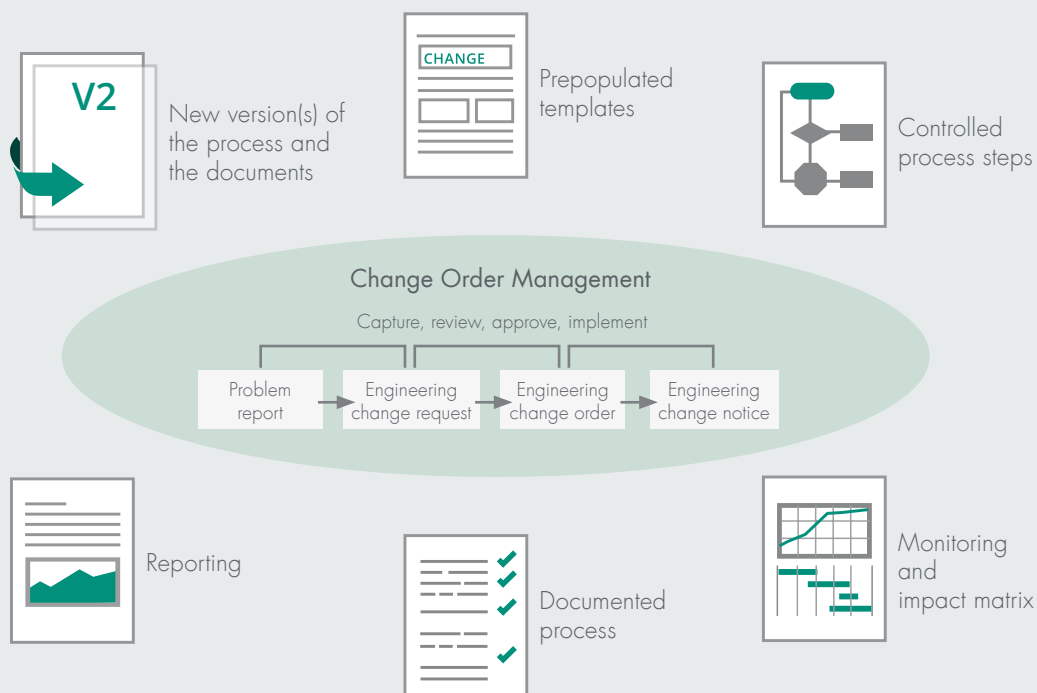 V2
New version(s) of
the process and
the documents
CHANGE
Prepopulated
templates
Controlled
process steps
Change Order Management
Capture, review, approve, implement
Problem
report
Engineering
change request
Engineering
change order
Engineering
change notice
Reporting
Documented
process
Monitoring
and
impact matrix